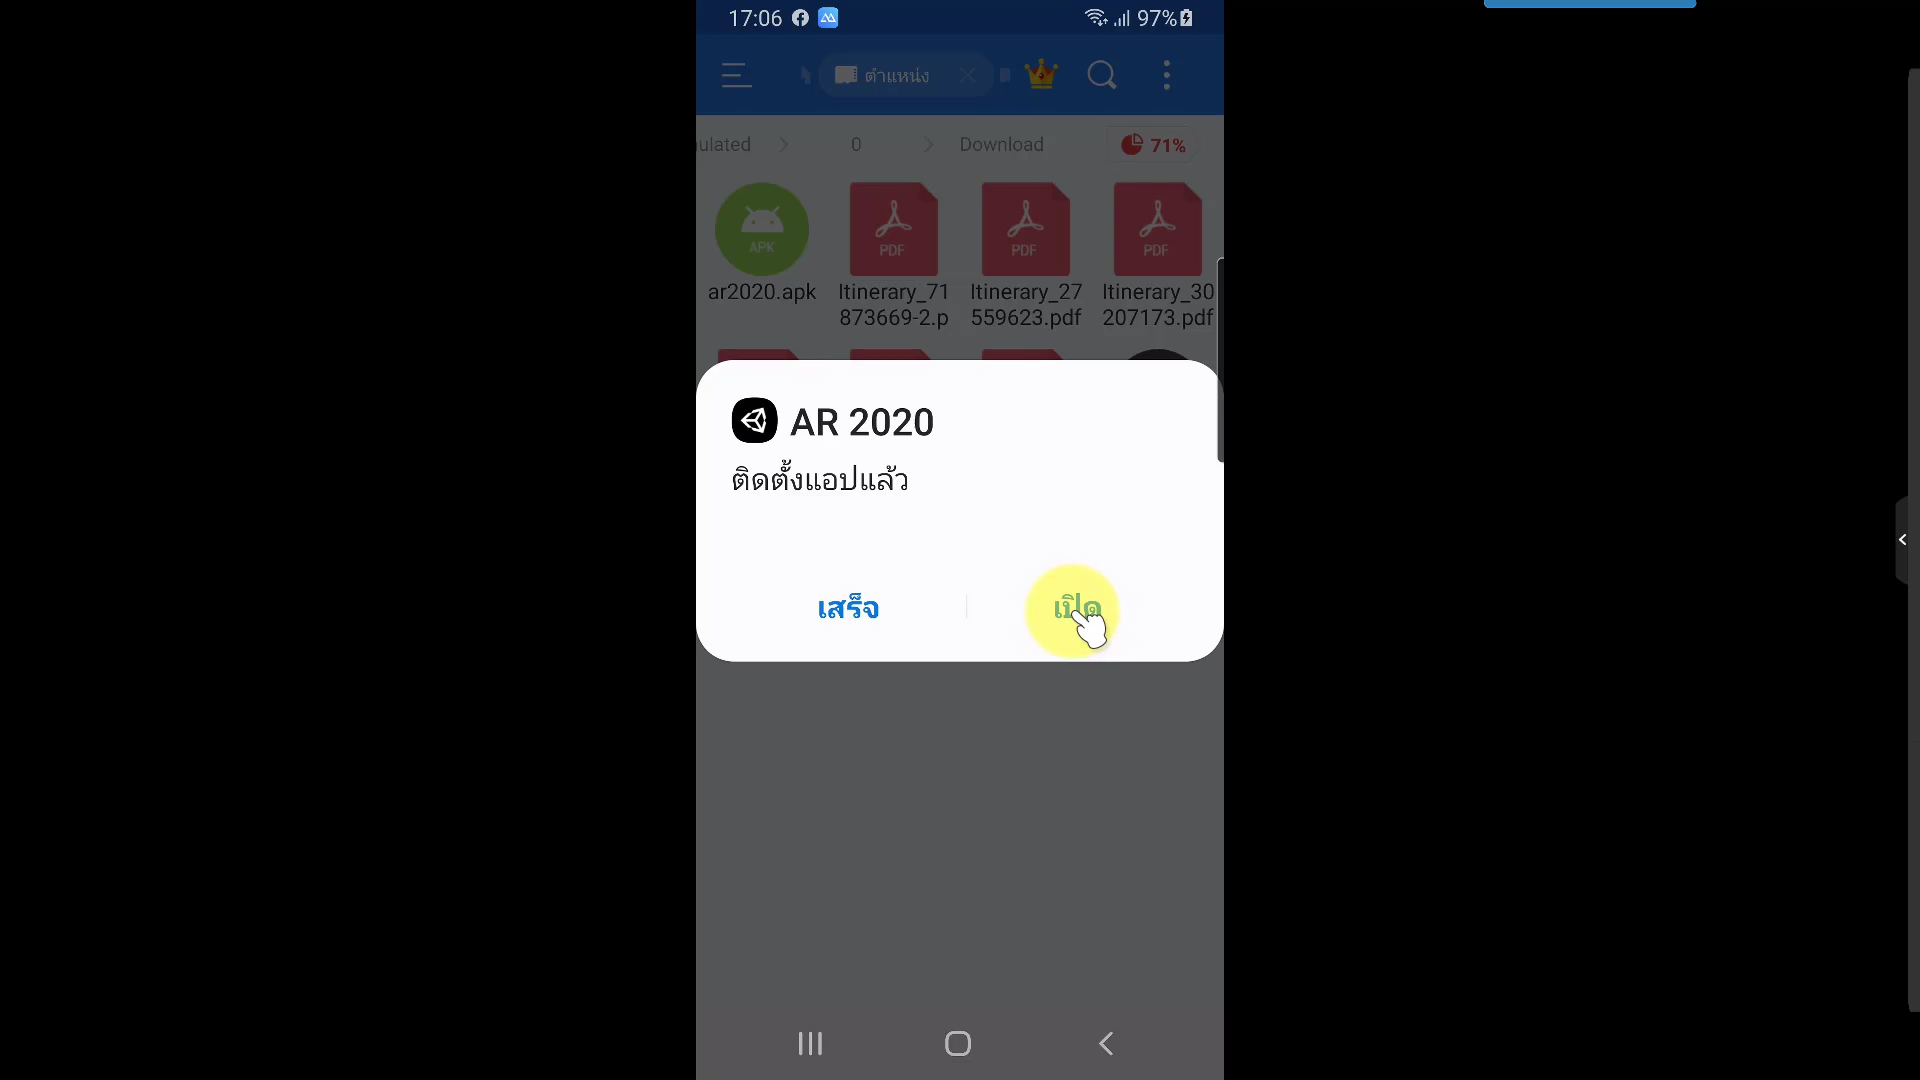 17:06 97%
ตำแหน่ง
ulated 0 Download 71%
APK PDF PDF PDF
ar2020.apk Itinerary_71 Itinerary_27 Itinerary_30
873669-2.p 559623.pdf 207173.pdf
AR 2020
ติดตั้งแอปแล้ว
เสร็จ เปิด